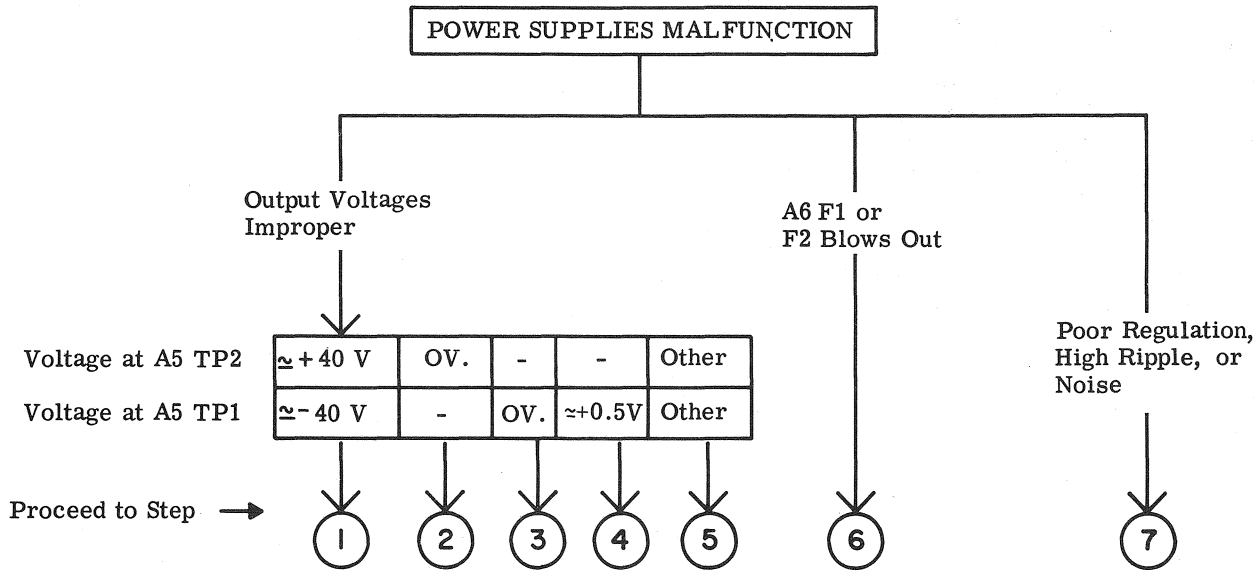 POWER SUPPLIES MALFUNCTION
Output Voltages
Improper
A6 F1 or
F2 Blows Out
Poor Regulation,
High Ripple, or
Noise
Voltage at A5 TP2 ≃+40 V OV. - - Other
Voltage at A5 TP1 ≃-40 V - OV. ≃+0.5V Other
Proceed to Step → 1 2 3 4 5 6 7